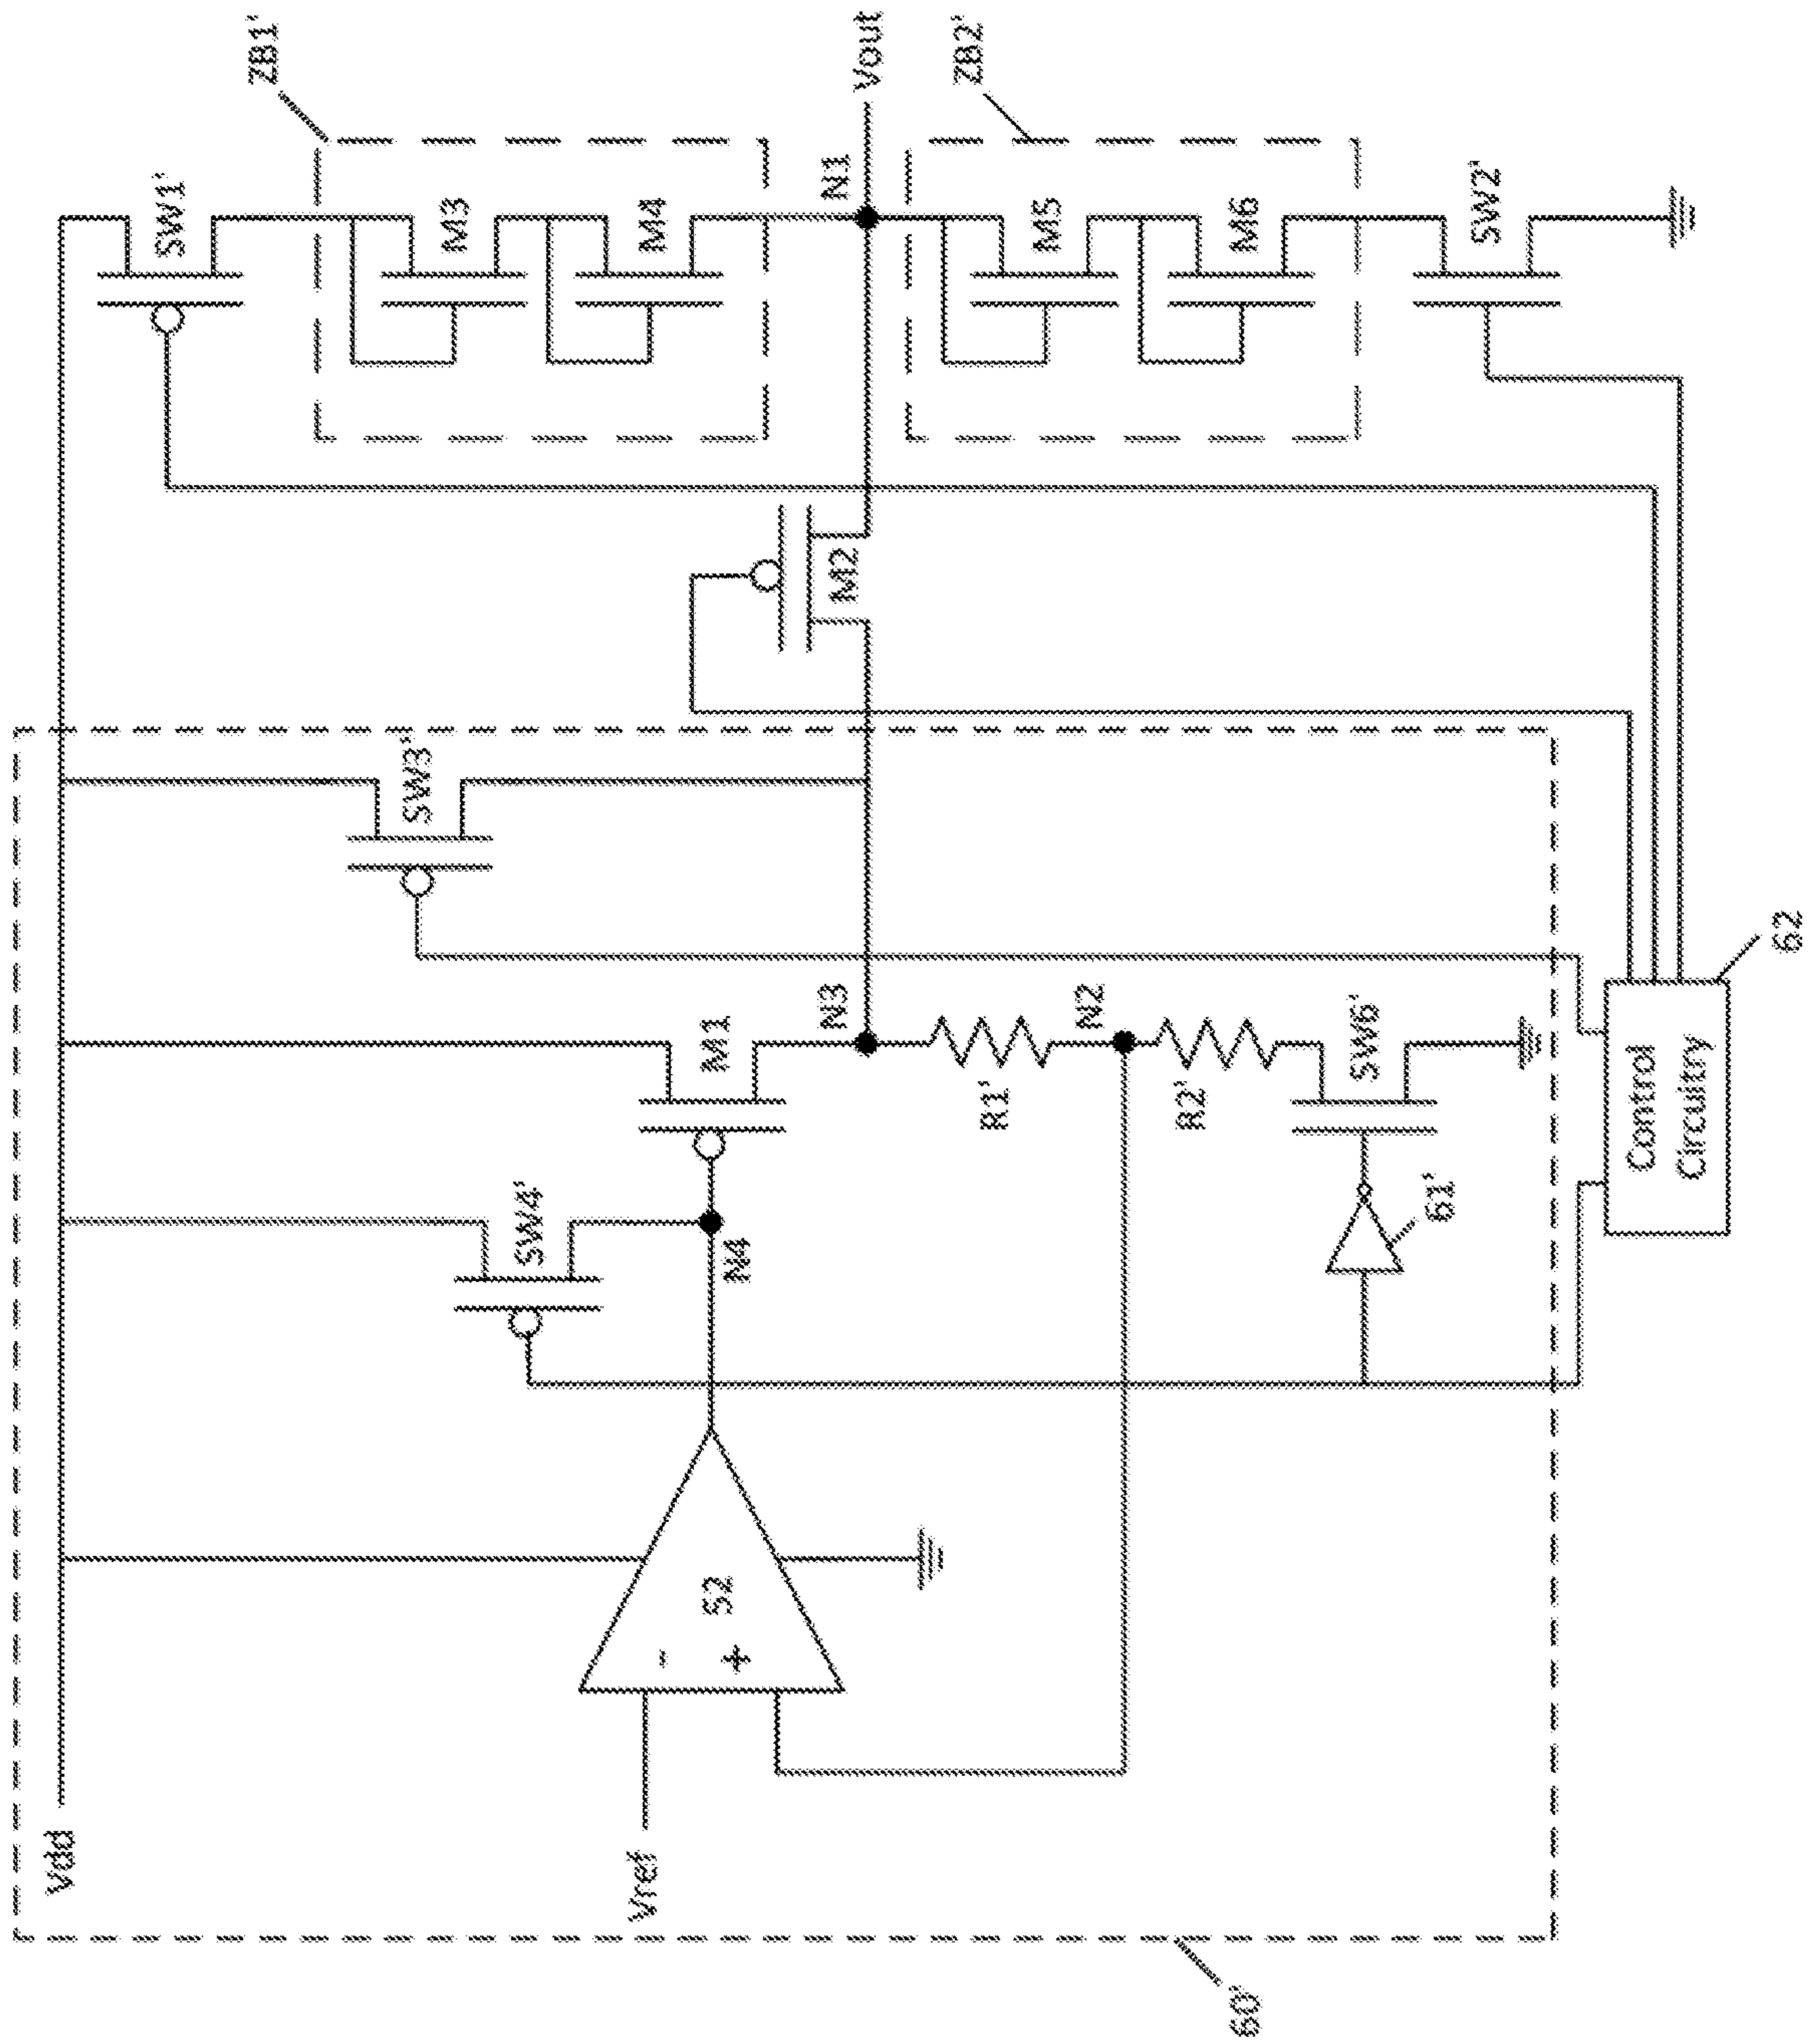 Vdd
SW1'
ZB1'
SW3'
M3
SW4'
Vref
M4
-
52
M1
+
N4
N3
M2
N1
Vout
ZB2'
R1'
M5
N2
R2'
M6
60'
SW6'
61'
SW2'
Control
Circuitry
62